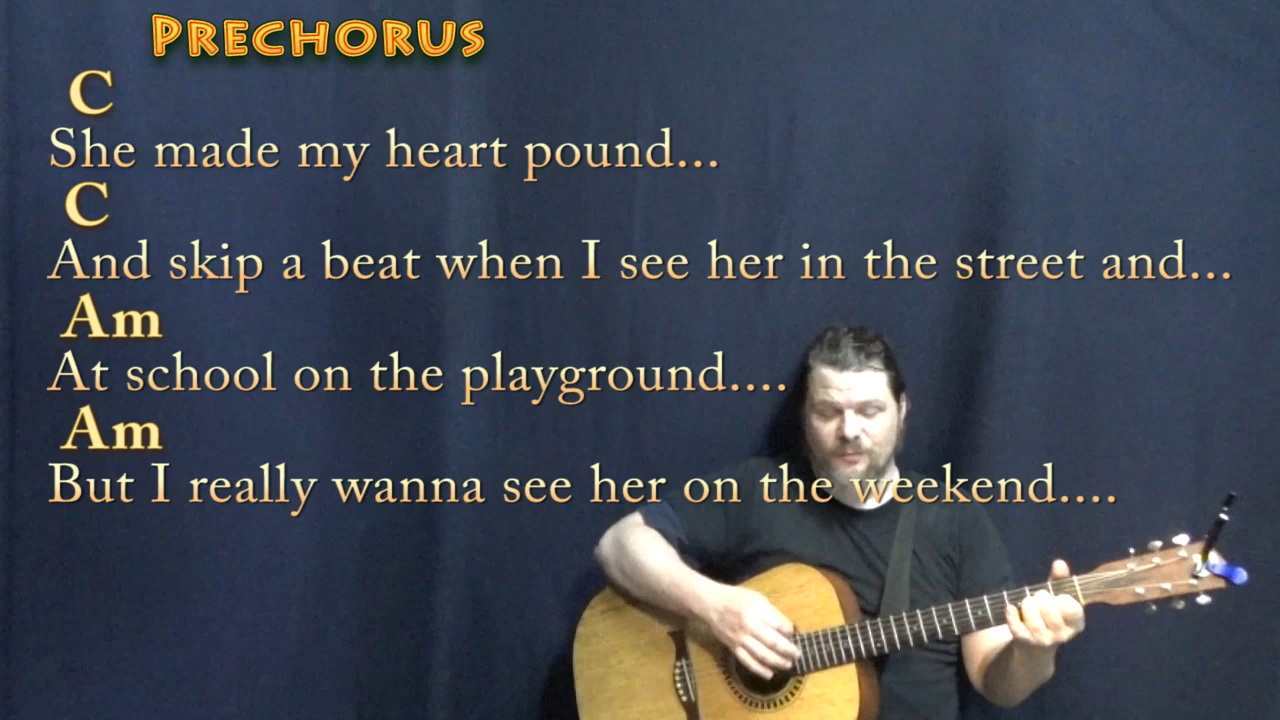 PRECHORUS
C
She made my heart pound...
C
And skip a beat when I see her in the street and...
Am
At school on the playground....
Am
But I really wanna see her on the weekend....